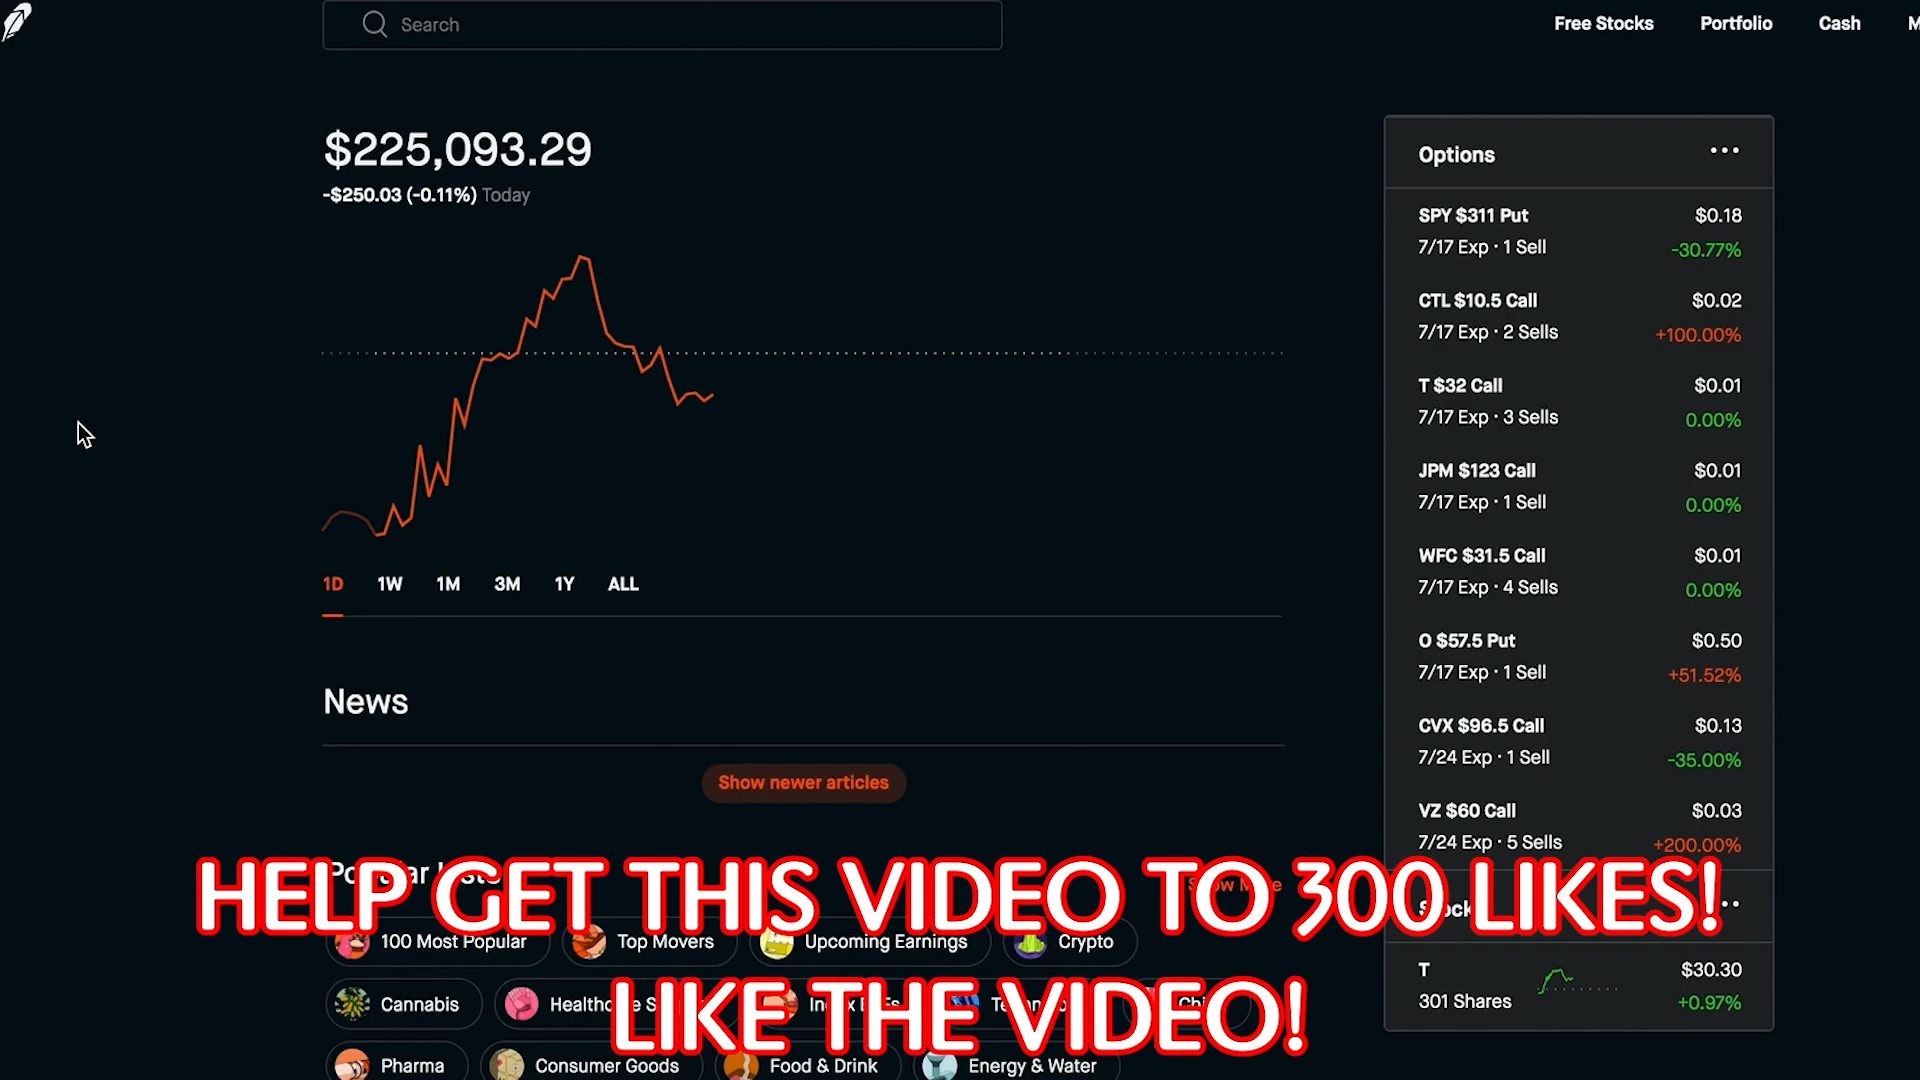 Search
Free Stocks
Portfolio
Cash
$225,093.29
-$250.03 (-0.11%) Today
1D
1W
1M
3M
1Y
ALL
News
Show newer articles
Options
SPY $311 Put
$0.18
7/17 Exp · 1 Sell
-30.77%
CTL $10.5 Call
$0.02
7/17 Exp · 2 Sells
+100.00%
T $32 Call
$0.01
7/17 Exp · 3 Sells
0.00%
JPM $123 Call
$0.01
7/17 Exp · 1 Sell
0.00%
WFC $31.5 Call
$0.01
7/17 Exp · 4 Sells
0.00%
O $57.5 Put
$0.50
7/17 Exp · 1 Sell
+51.52%
CVX $96.5 Call
$0.13
7/24 Exp · 1 Sell
-35.00%
VZ $60 Call
$0.03
7/24 Exp · 5 Sells
+200.00%
HELP GET THIS VIDEO TO 300 LIKES!
LIKE THE VIDEO!
100 Most Popular
Top Movers
Upcoming Earnings
Crypto
Cannabis
Pharma
Consumer Goods
Food & Drink
Energy & Water
T
$30.30
301 Shares
+0.97%